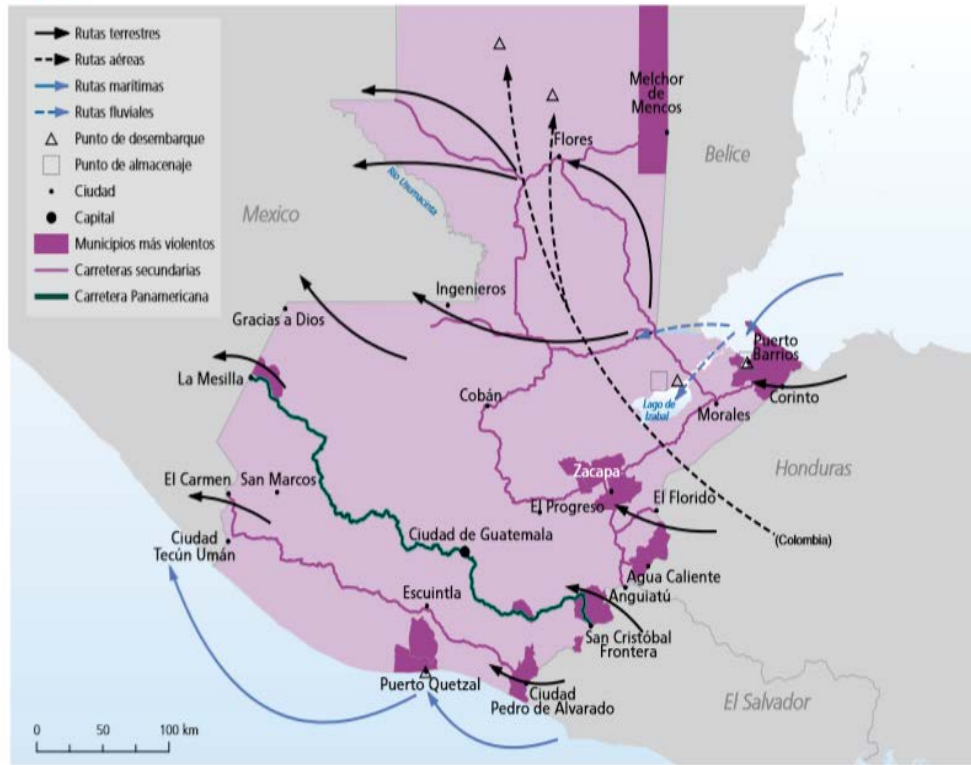 Rutas terrestres
Rutas aéreas
Rutas marítimas
Rutas fluviales
Punto de desembarque
Punto de almacenaje
Ciudad
Capital
Municipios más violentos
Carreteras secundarias
Carretera Panamericana
Melchor
de
Mencos
Flores
Belice
Mexico
Río Usumacinta
Ingenieros
Gracias a Dios
La Mesilla
Puerto
Barrios
Corinto
Cobán
Lago de
Izabal
Morales
Honduras
Zacapa
El Carmen
San Marcos
El Progreso
El Florido
Ciudad
Tecún Umán
Ciudad de Guatemala
(Colombia)
Agua Caliente
Anguiatú
Escuintla
San Cristóbal
Frontera
Puerto Quetzal
Ciudad
Pedro de Alvarado
El Salvador
0 50 100 km